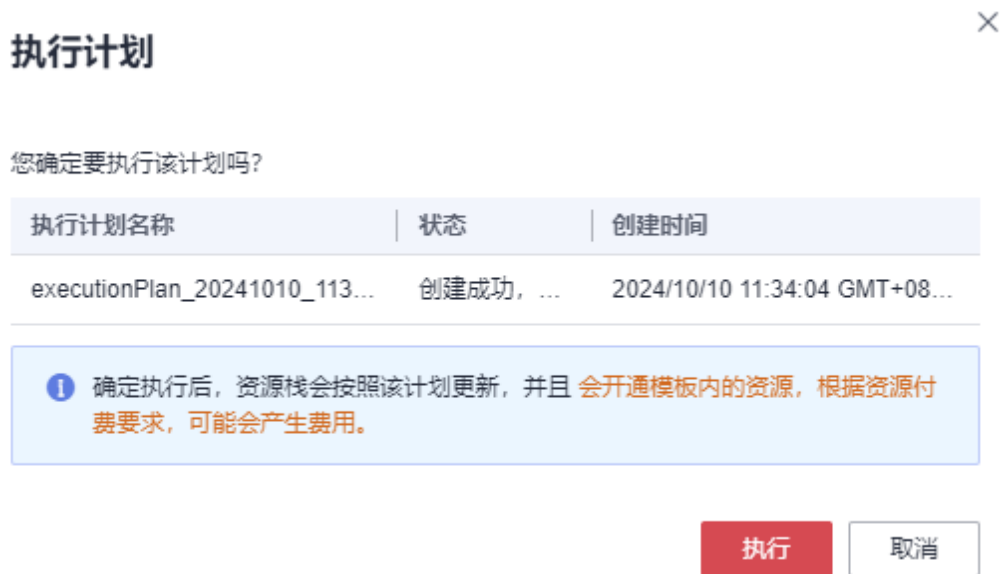 执行计划
您确定要执行该计划吗?
执行计划名称 状态 创建时间
executionPlan_20241010_113... 创建成功，... 2024/10/10 11:34:04 GMT+08...
确定执行后，资源栈会按照该计划更新，并且 会开通模板内的资源，根据资源付
费要求，可能会产生费用。
执行 取消